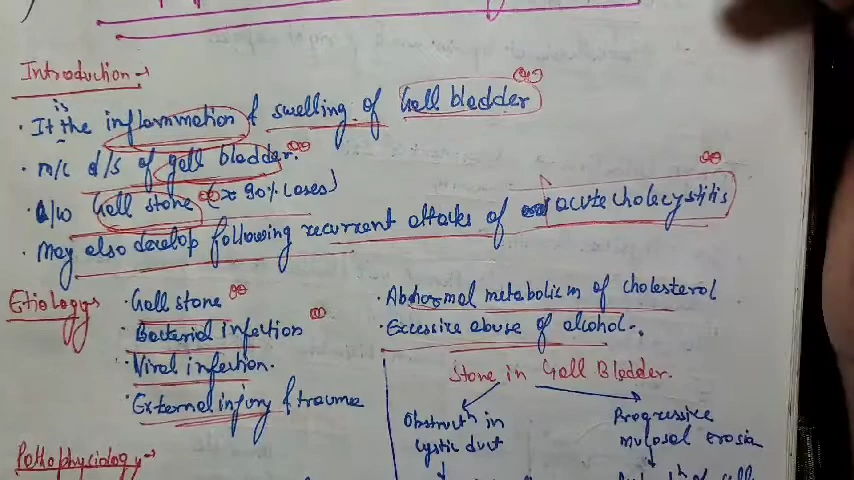 Introduction →
• It is the inflammation & swelling of Gall bladder
• m/c d/s of gall bladder.
• A/W Gall stone (≈ 90% Cases)
• May also develop following recurrent attacks of acute cholecystitis
Etiology
• Gall stone
• Bacterial infection
• Viral infection.
• External injury & trauma
• Abnormal metabolism of cholesterol
• Excessive abuse of alcohol.
Stone in Gall Bladder.
Obstructn in cystic duct
Progressive mucosal erosin
Pathophysiology →